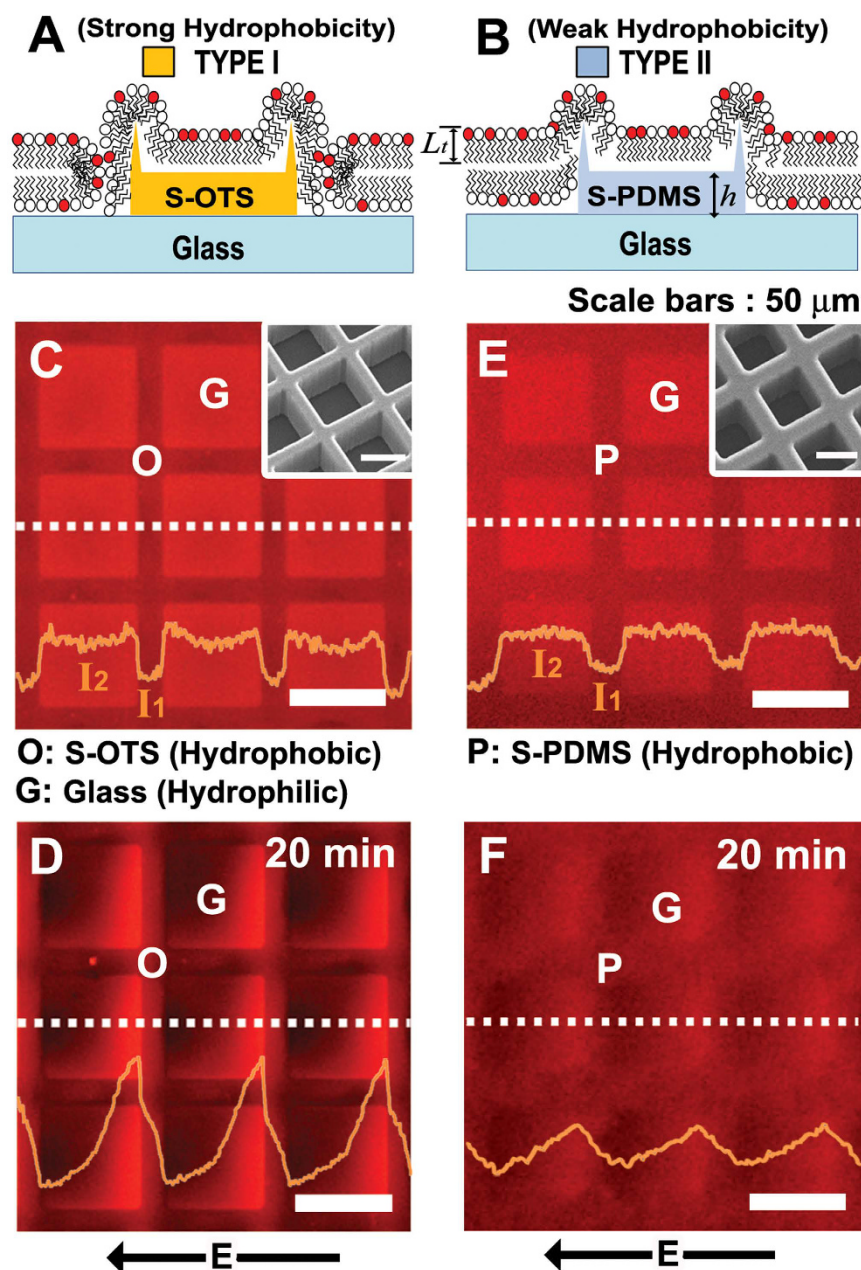 A (Strong Hydrophobicity)
TYPE I
S-OTS
Glass
B (Weak Hydrophobicity)
TYPE II
Lt
S-PDMS h
Glass
Scale bars : 50 μm
C
G
O
I2
I1
E
G
P
I2
I1
O: S-OTS (Hydrophobic)
G: Glass (Hydrophilic)
P: S-PDMS (Hydrophobic)
D 20 min
G
O
E
F 20 min
G
P
E